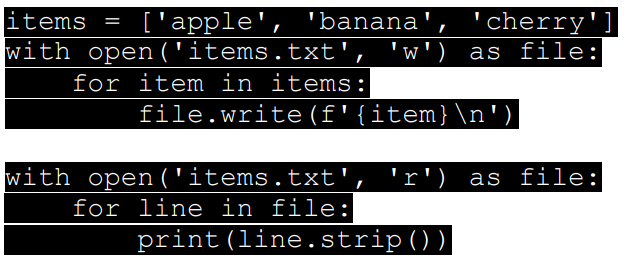 items = ['apple', 'banana', 'cherry']
with open('items.txt', 'w') as file:
    for item in items:
        file.write(f'{item}\n')

with open('items.txt', 'r') as file:
    for line in file:
        print(line.strip())